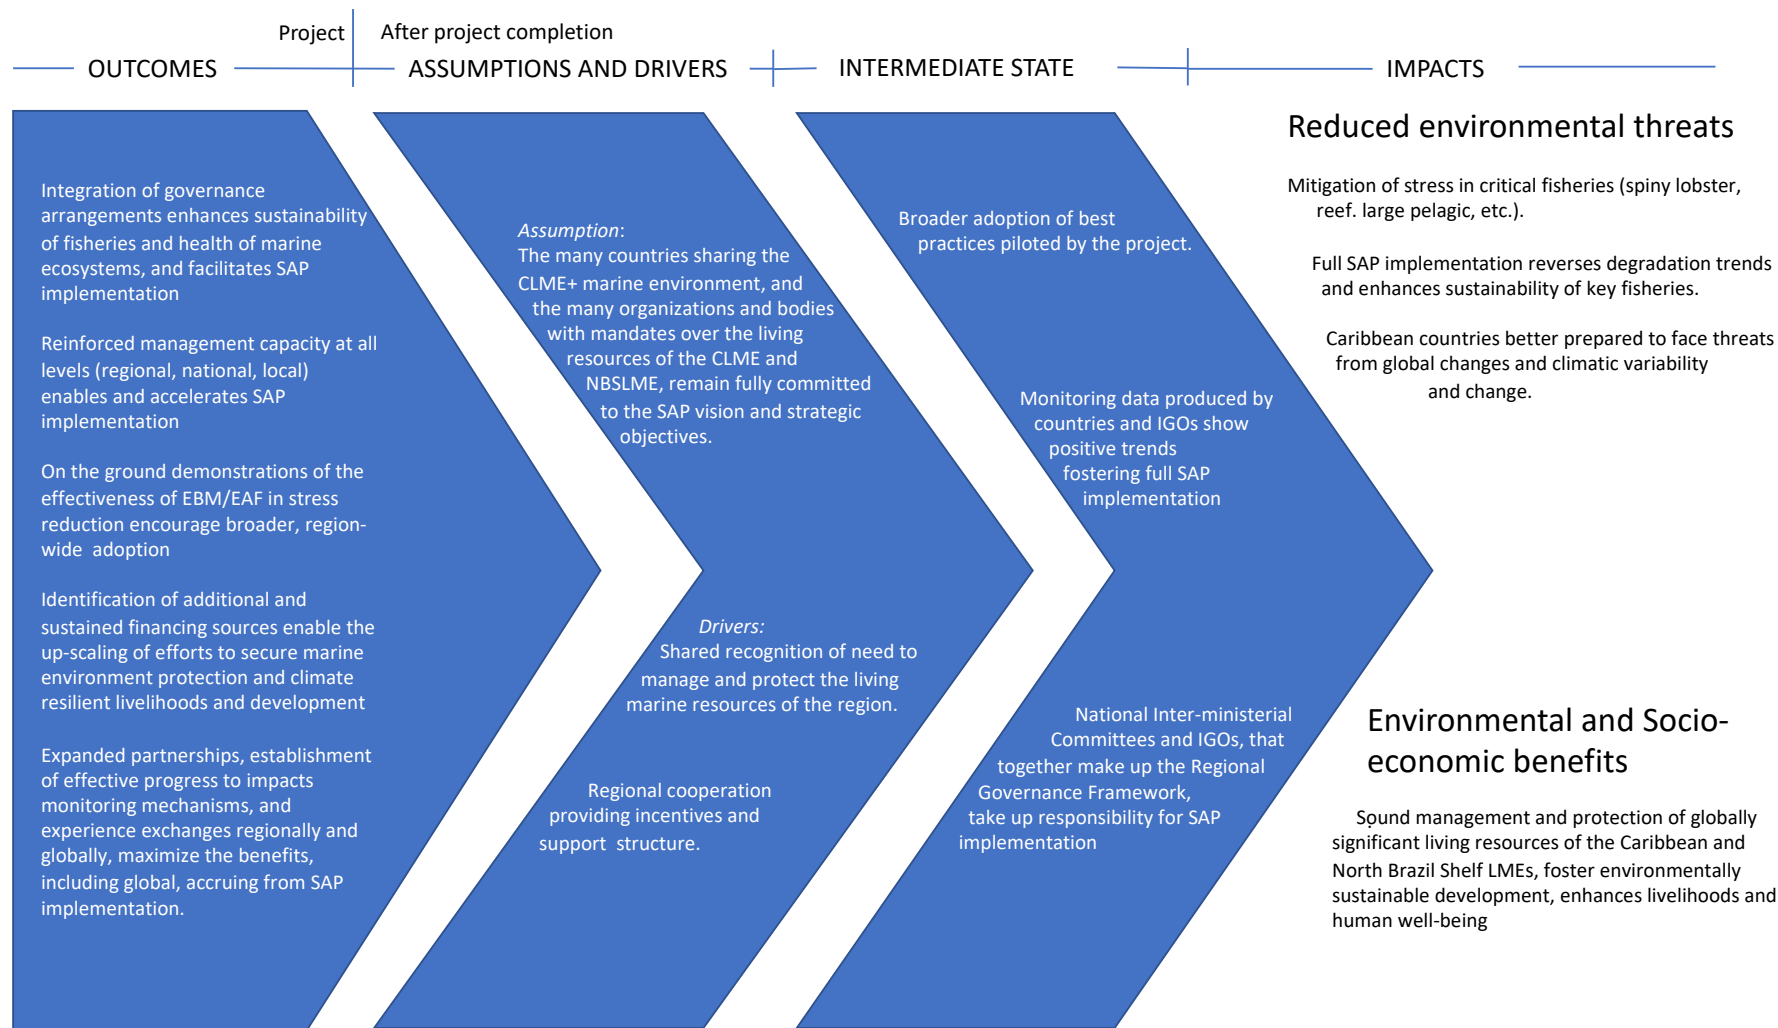 Project
After project completion
OUTCOMES
ASSUMPTIONS AND DRIVERS
INTERMEDIATE STATE
IMPACTS
Integration of governance
arrangements enhances sustainability
of fisheries and health of marine
ecosystems, and facilitates SAP
implementation
Reinforced management capacity at all
levels (regional, national, local)
enables and accelerates SAP
implementation
On the ground demonstrations of the
effectiveness of EBM/EAF in stress
reduction encourage broader, region-
wide  adoption
Identification of additional and
sustained financing sources enable the
up-scaling of efforts to secure marine
environment protection and climate
resilient livelihoods and development
Expanded partnerships, establishment
of effective progress to impacts
monitoring mechanisms, and
experience exchanges regionally and
globally, maximize the benefits,
including global, accruing from SAP
implementation.
Assumption:
The many countries sharing the
CLME+ marine environment, and
the many organizations and bodies
with mandates over the living
resources of the CLME and
NBSLME, remain fully committed
to the SAP vision and strategic
objectives.
Drivers:
Shared recognition of need to
manage and protect the living
marine resources of the region.
Regional cooperation
providing incentives and
support  structure.
Broader adoption of best
practices piloted by the project.
Monitoring data produced by
countries and IGOs show
positive trends
fostering full SAP
implementation
National Inter-ministerial
Committees and IGOs, that
together make up the Regional
Governance Framework,
take up responsibility for SAP
implementation
Reduced environmental threats
Mitigation of stress in critical fisheries (spiny lobster,
reef. large pelagic, etc.).
Full SAP implementation reverses degradation trends
and enhances sustainability of key fisheries.
Caribbean countries better prepared to face threats
from global changes and climatic variability
and change.
Environmental and Socio-
economic benefits
Sound management and protection of globally
significant living resources of the Caribbean and
North Brazil Shelf LMEs, foster environmentally
sustainable development, enhances livelihoods and
human well-being